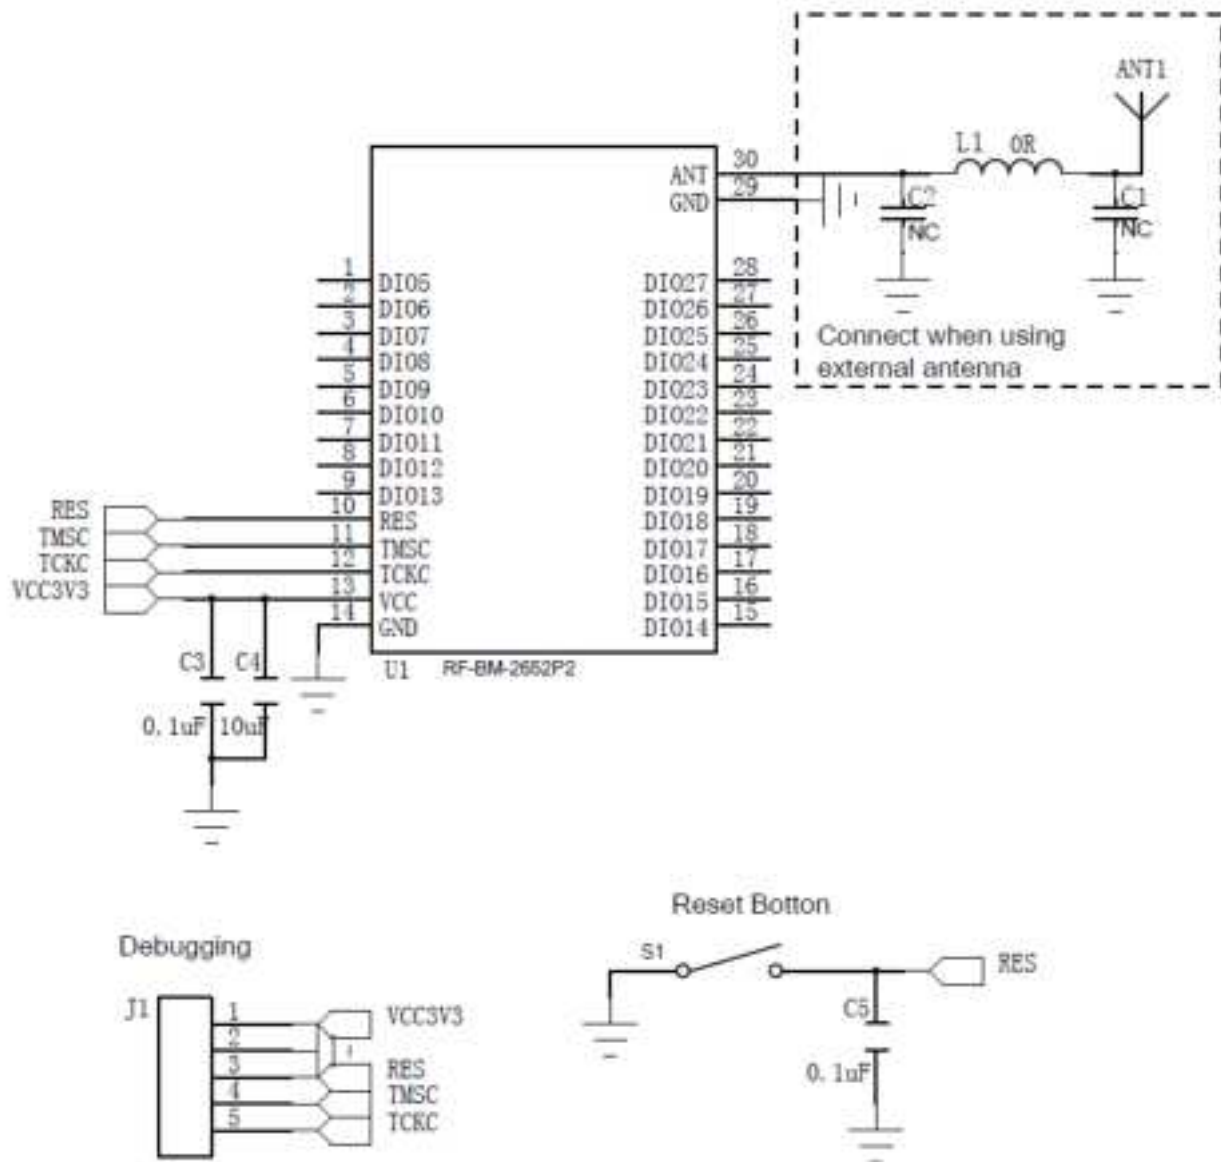 ANT1
L1 0R
30
ANT
29
GND
C2
NC
C1
NC
Connect when using
external antenna
1
DIO5
2
DIO6
3
DIO7
4
DIO8
5
DIO9
6
DIO10
7
DIO11
8
DIO12
9
DIO13
10
RES
RES
11
TMSC
TMSC
12
TCKC
TCKC
13
VCC3V3
VCC
14
GND
28
DIO27
27
DIO26
26
DIO25
25
DIO24
24
DIO23
23
DIO22
22
DIO21
21
DIO20
20
DIO19
19
DIO18
18
DIO17
17
DIO16
16
DIO15
15
DIO14
U1 RF-BM-2652P2
C3 C4
0.1uF 10uF
Reset Botton
S1
RES
C5
0.1uF
Debugging
J1
1 VCC3V3
2
3 RES
4 TMSC
5 TCKC